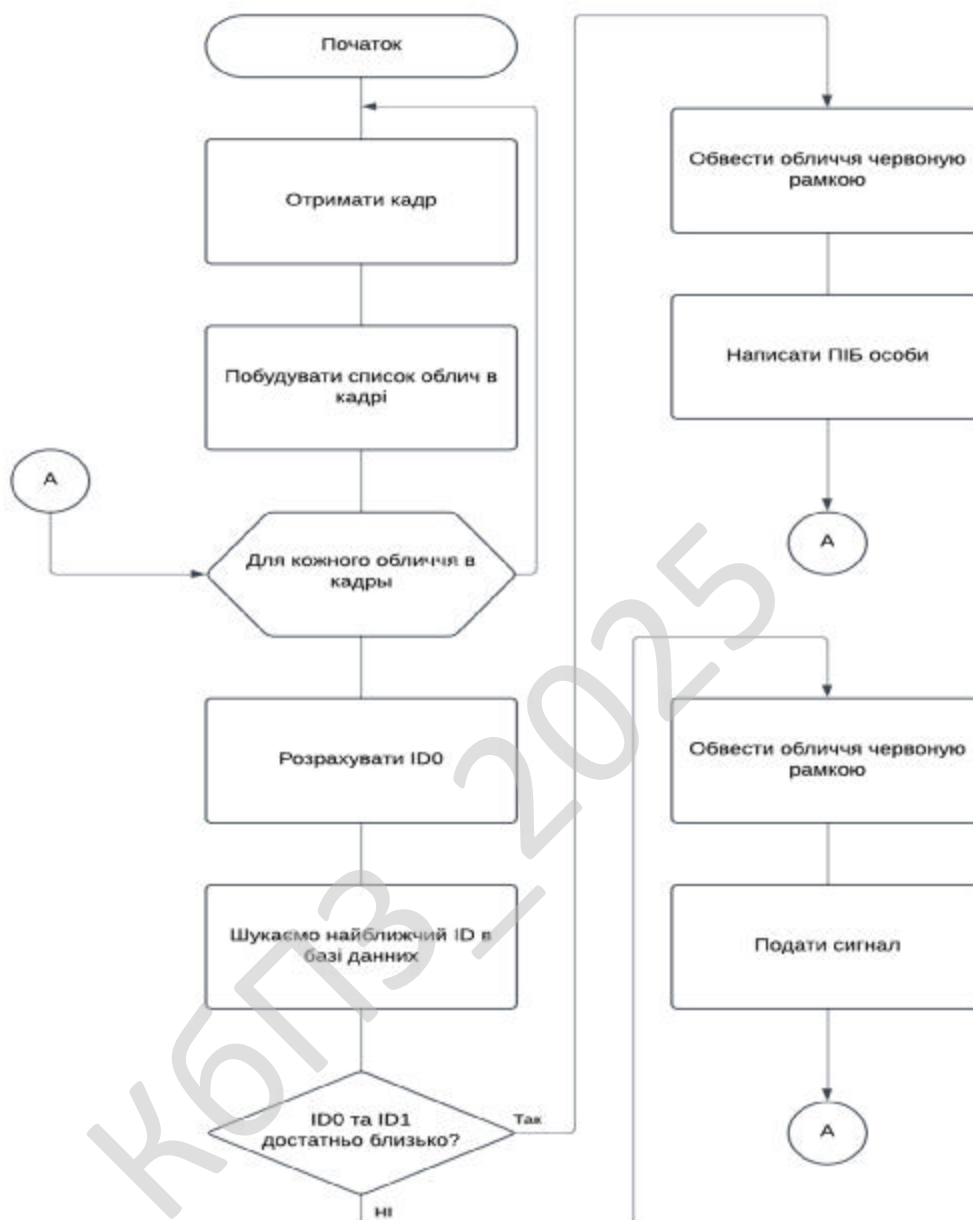 Початок
Отримати кадр
Побудувати список облич в
кадрі
А
Для кожного обличчя в
кадры
Розрахувати ID0
Шукаємо найближчий ID в
базі данних
ID0 та ID1
достатньо близько?
Так
НІ
Обвести обличчя червоную
рамкою
Написати ПІБ особи
А
Обвести обличчя червоную
рамкою
Подати сигнал
А
КбПЗ_2025